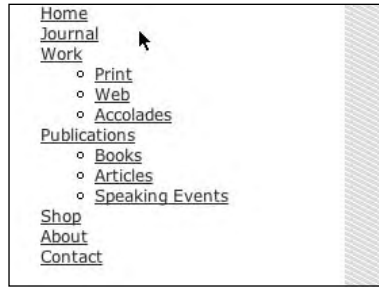 Home
Journal
Work
Print
Web
Accolades
Publications
Books
Articles
Speaking Events
Shop
About
Contact